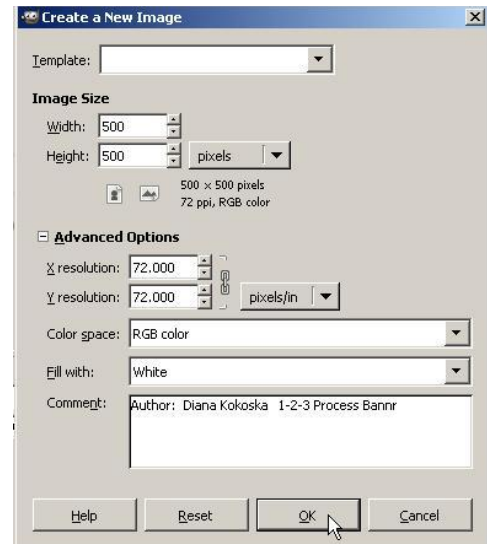 Create a New Image
Template:
Image Size
Width: 500
Height: 500 pixels
500 × 500 pixels
72 ppi, RGB color
Advanced Options
X resolution: 72.000
Y resolution: 72.000 pixels/in
Color space: RGB color
Fill with: White
Comment: Author: Diana Kokoska 1-2-3 Process Bannr
Help Reset OK Cancel